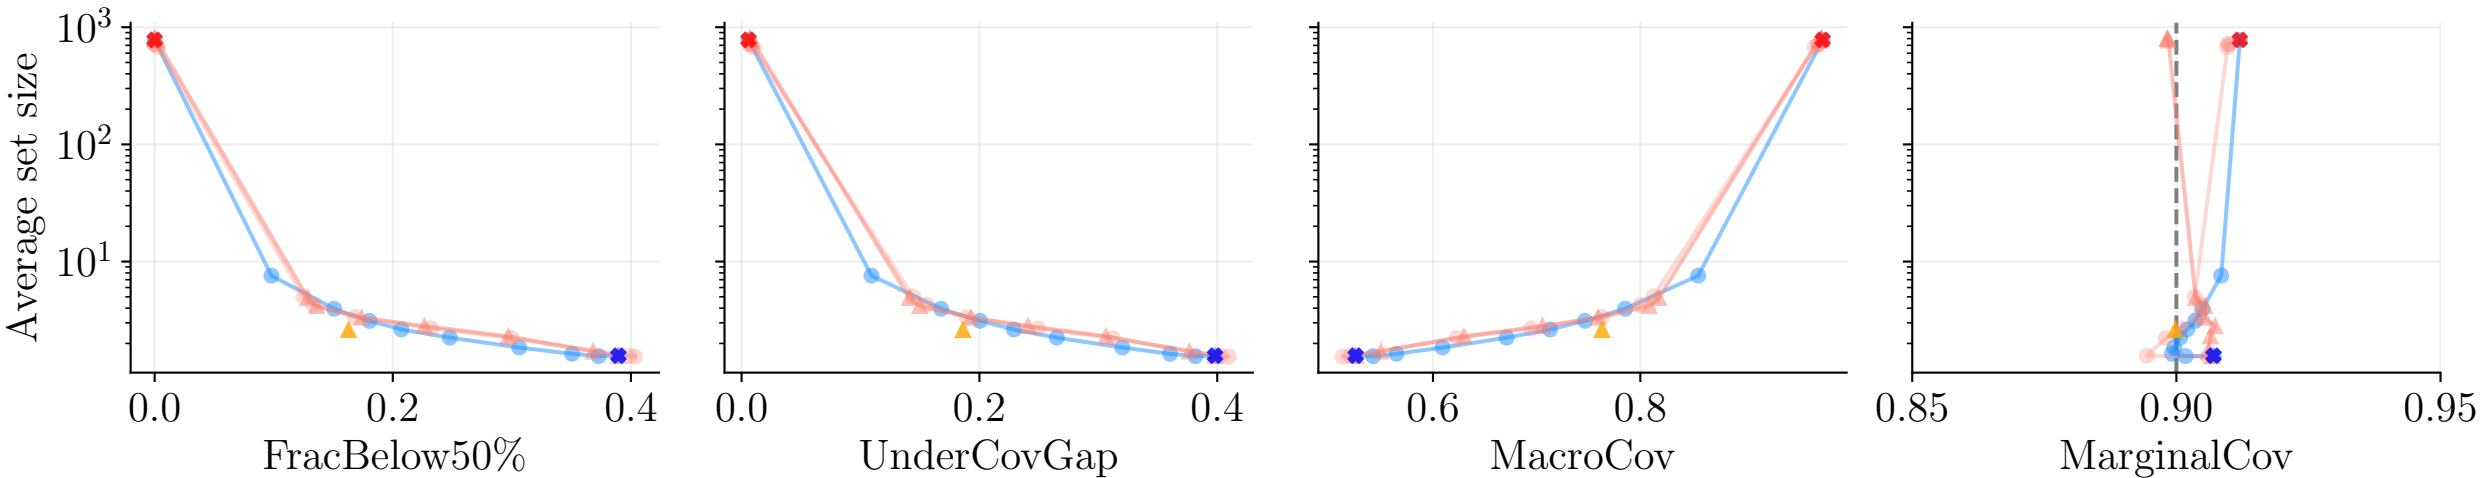 Average set size
10³
10²
10¹
0.0 0.2 0.4
FracBelow50%
0.0 0.2 0.4
UnderCovGap
0.6 0.8
MacroCov
0.85 0.90 0.95
MarginalCov